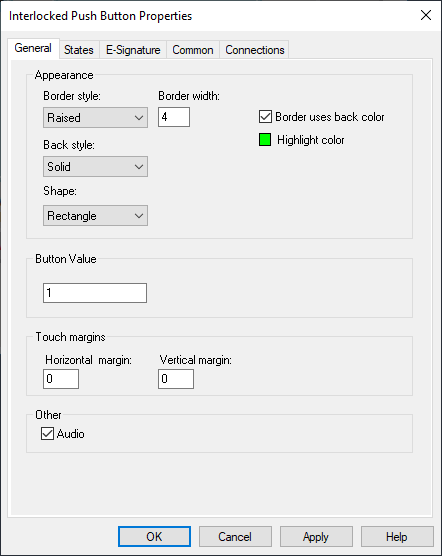 Interlocked Push Button Properties
General States E-Signature Common Connections
Appearance
Border style: Border width:
Raised 4 Border uses back color
Back style: Highlight color
Solid
Shape:
Rectangle
Button Value
1
Touch margins
Horizontal margin: Vertical margin:
0 0
Other
Audio
OK Cancel Apply Help